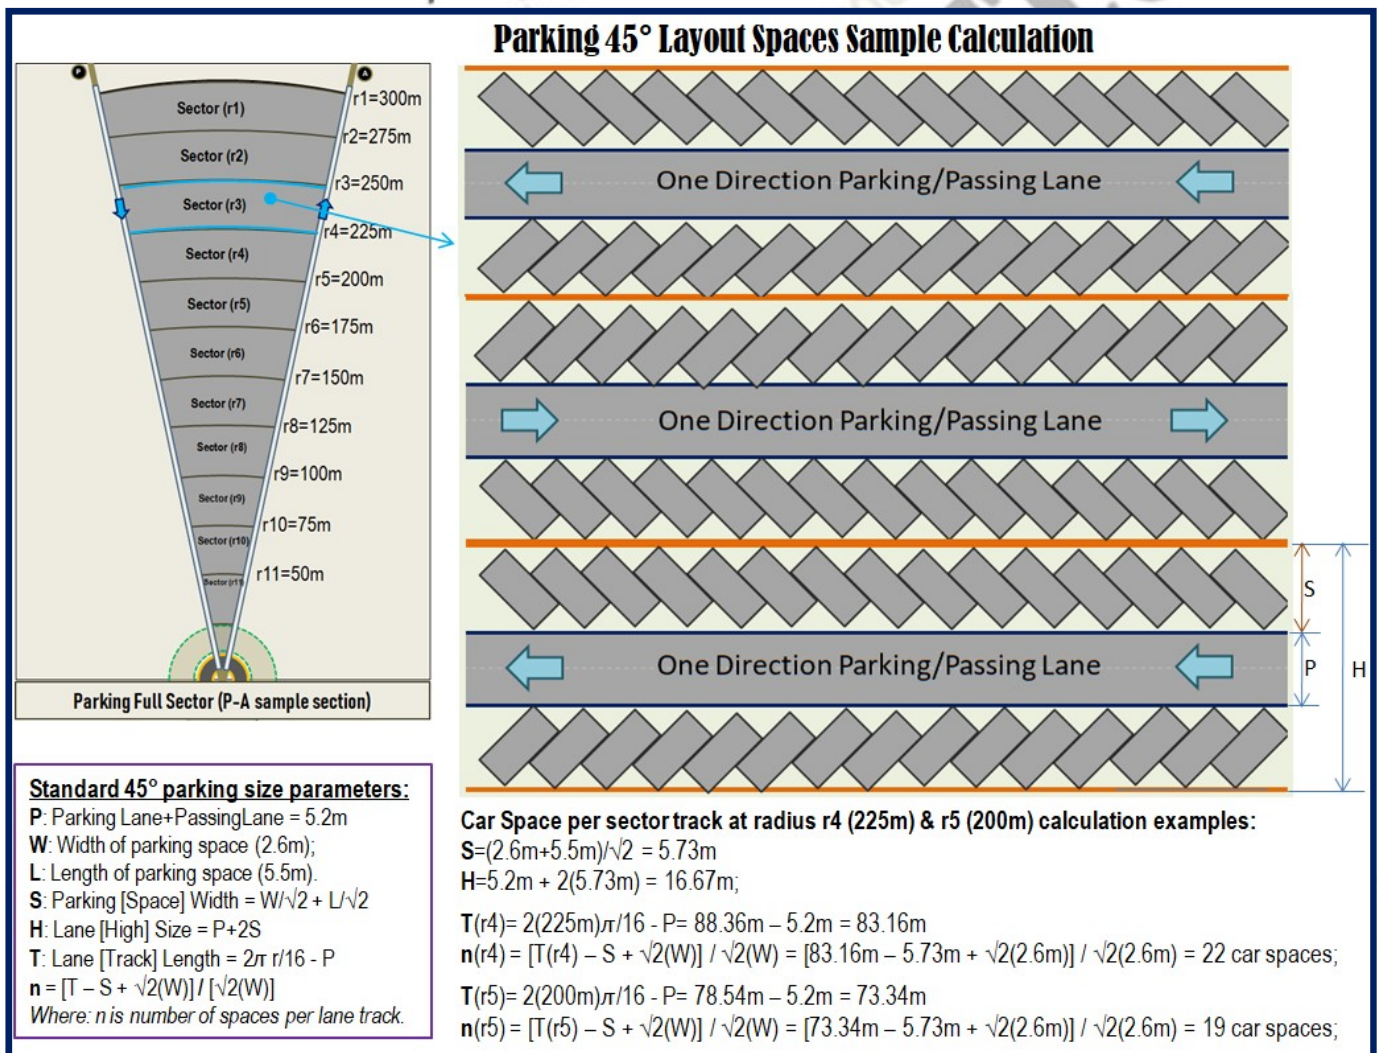 Parking 45° Layout Spaces Sample Calculation
P
A
Sector (r1)
r1=300m
r2=275m
Sector (r2)
r3=250m
Sector (r3)
r4=225m
Sector (r4)
r5=200m
Sector (r5)
r6=175m
Sector (r6)
r7=150m
Sector (r7)
r8=125m
Sector (r8)
r9=100m
Sector (r9)
r10=75m
Sector (r10)
r11=50m
Sector (r11)
Parking Full Sector (P-A sample section)
One Direction Parking/Passing Lane
One Direction Parking/Passing Lane
One Direction Parking/Passing Lane
S
P
H
Standard 45° parking size parameters:
P: Parking Lane+PassingLane = 5.2m
W: Width of parking space (2.6m);
L: Length of parking space (5.5m).
S: Parking [Space] Width = W/√2 + L/√2
H: Lane [High] Size = P+2S
T: Lane [Track] Length = 2π r/16 - P
n = [T – S + √2(W)] / [√2(W)]
Where: n is number of spaces per lane track.
Car Space per sector track at radius r4 (225m) & r5 (200m) calculation examples:
S=(2.6m+5.5m)/√2 = 5.73m
H=5.2m + 2(5.73m) = 16.67m;
T(r4)= 2(225m)π/16 - P= 88.36m – 5.2m = 83.16m
n(r4) = [T(r4) – S + √2(W)] / √2(W) = [83.16m – 5.73m + √2(2.6m)] / √2(2.6m) = 22 car spaces;
T(r5)= 2(200m)π/16 - P= 78.54m – 5.2m = 73.34m
n(r5) = [T(r5) – S + √2(W)] / √2(W) = [73.34m – 5.73m + √2(2.6m)] / √2(2.6m) = 19 car spaces;